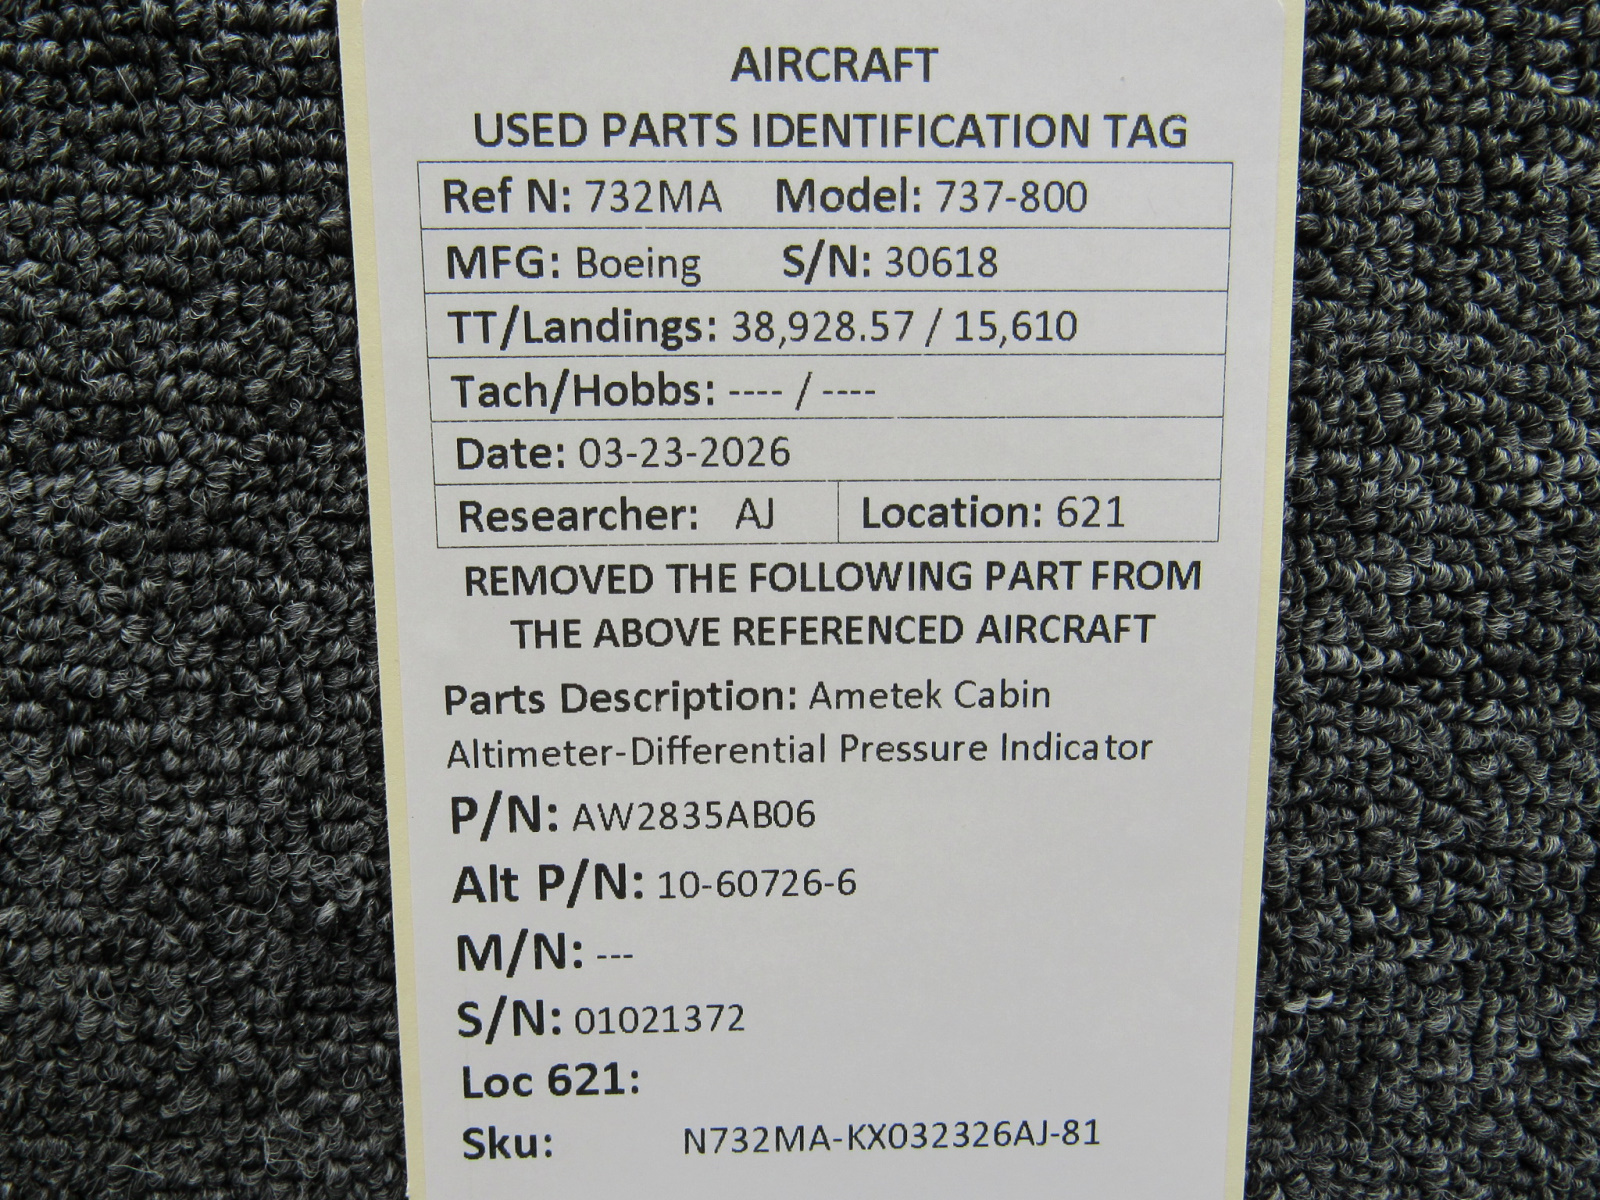 AIRCRAFT
USED PARTS IDENTIFICATION TAG
Ref N: 732MA Model: 737-800
MFG: Boeing S/N: 30618
TT/Landings: 38,928.57 / 15,610
Tach/Hobbs: ---- / ----
Date: 03-23-2026
Researcher: AJ Location: 621
REMOVED THE FOLLOWING PART FROM
THE ABOVE REFERENCED AIRCRAFT
Parts Description: Ametek Cabin
Altimeter-Differential Pressure Indicator
P/N: AW2835AB06
Alt P/N: 10-60726-6
M/N: ---
S/N: 01021372
Loc 621:
Sku: N732MA-KX032326AJ-81